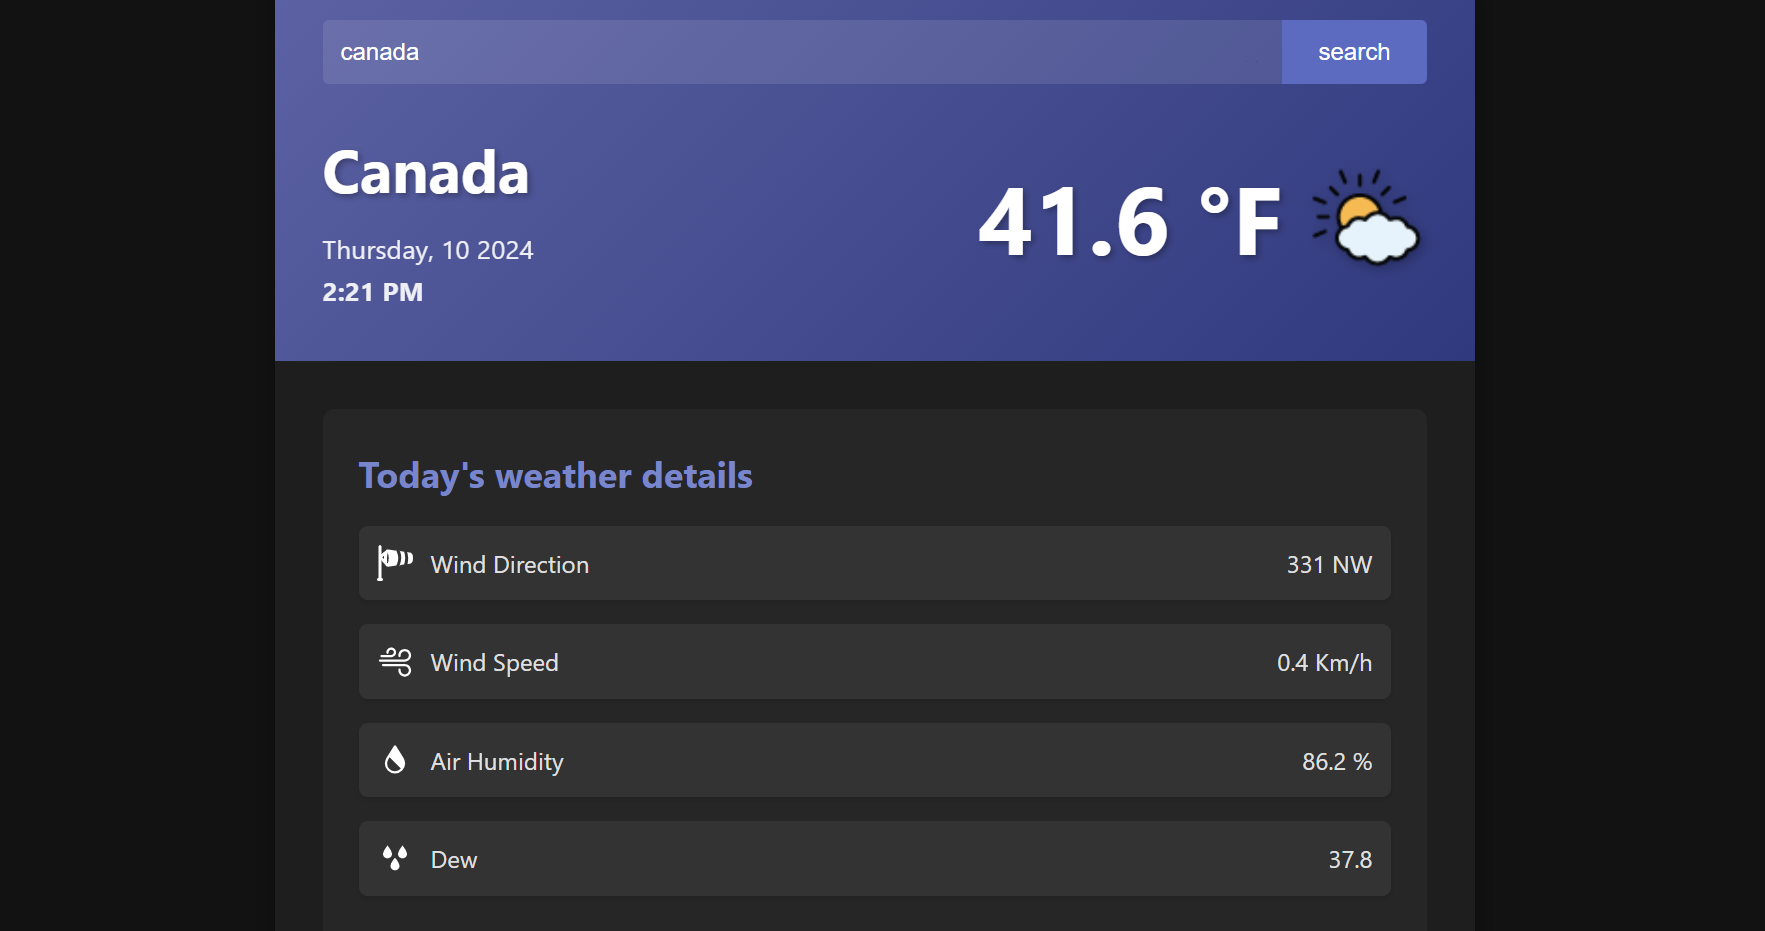 canada
search
Canada
41.6 °F
Thursday, 10 2024
2:21 PM
Today's weather details
Wind Direction 331 NW
Wind Speed 0.4 Km/h
Air Humidity 86.2 %
Dew 37.8